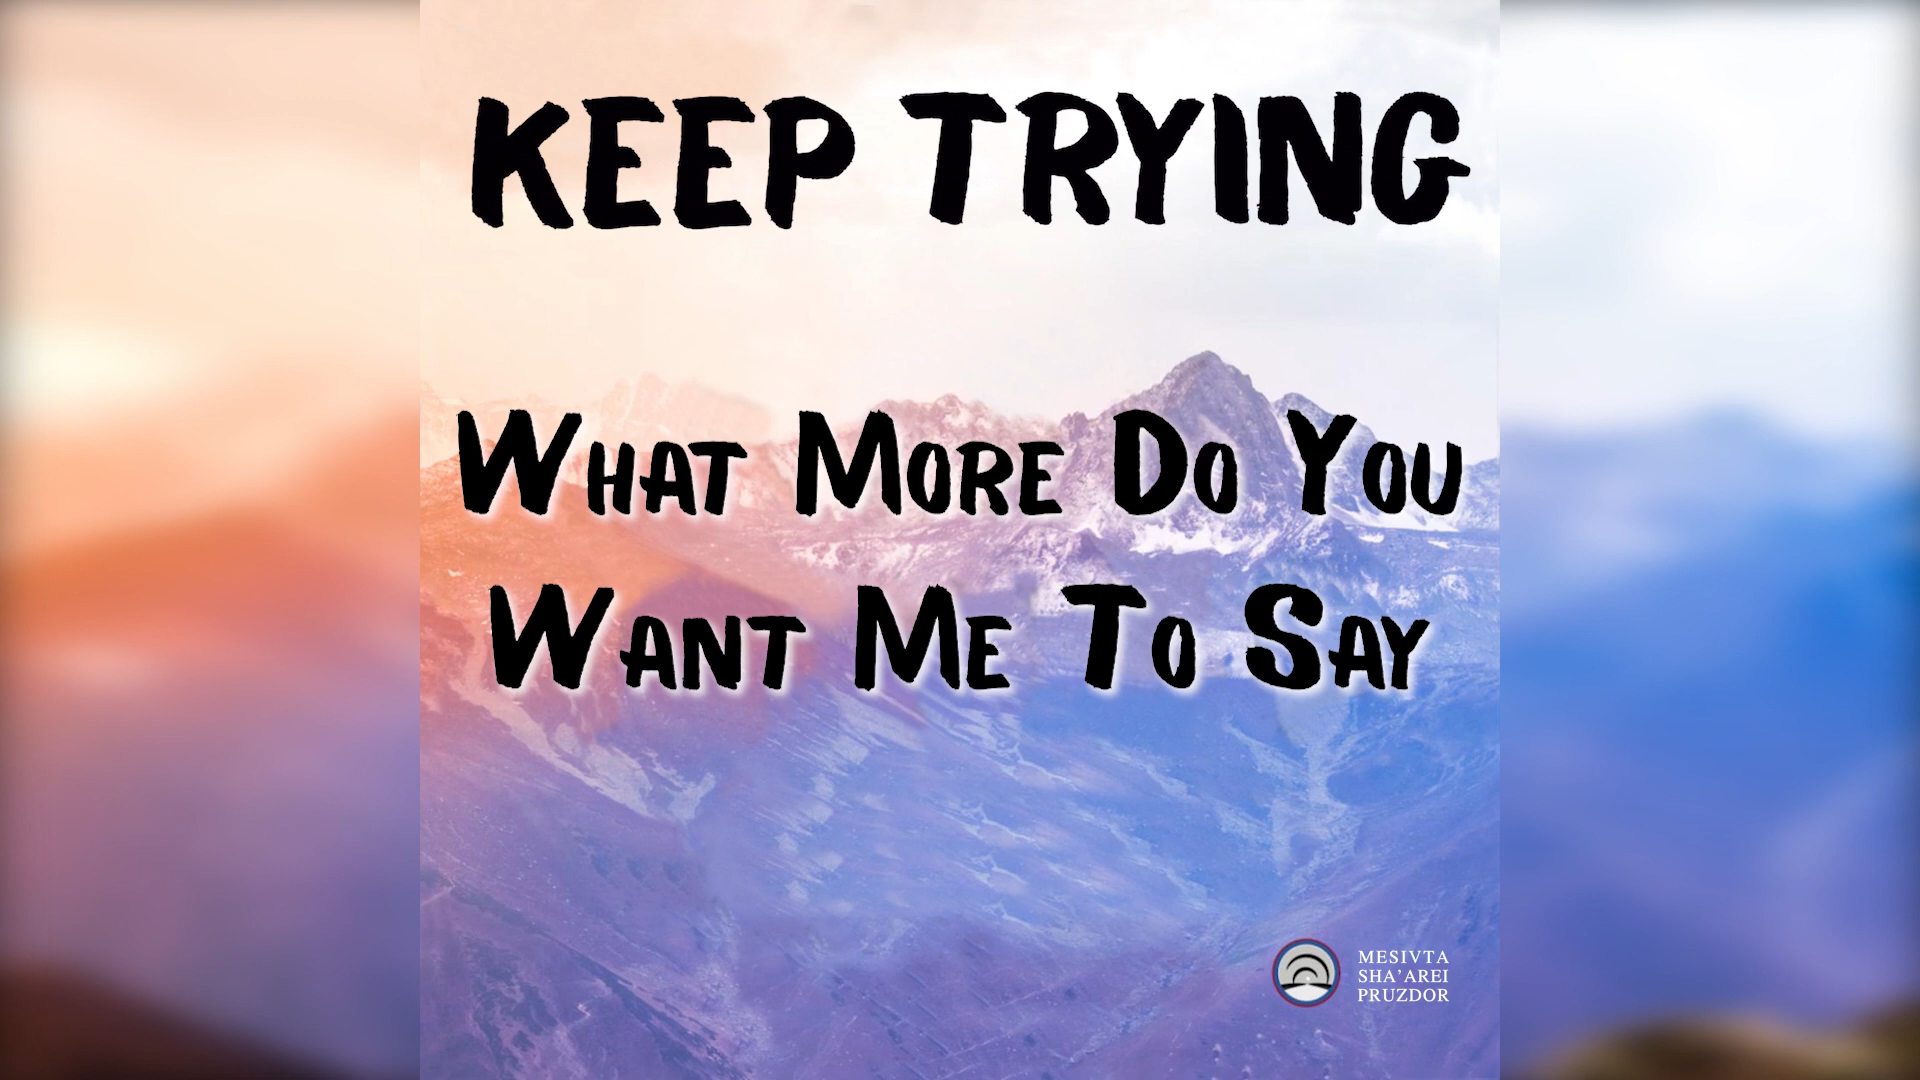 KEEP TRYING
WHAT MORE DO YOU
WANT ME TO SAY
MESIVTA
SHA'AREI
PRUZDOR